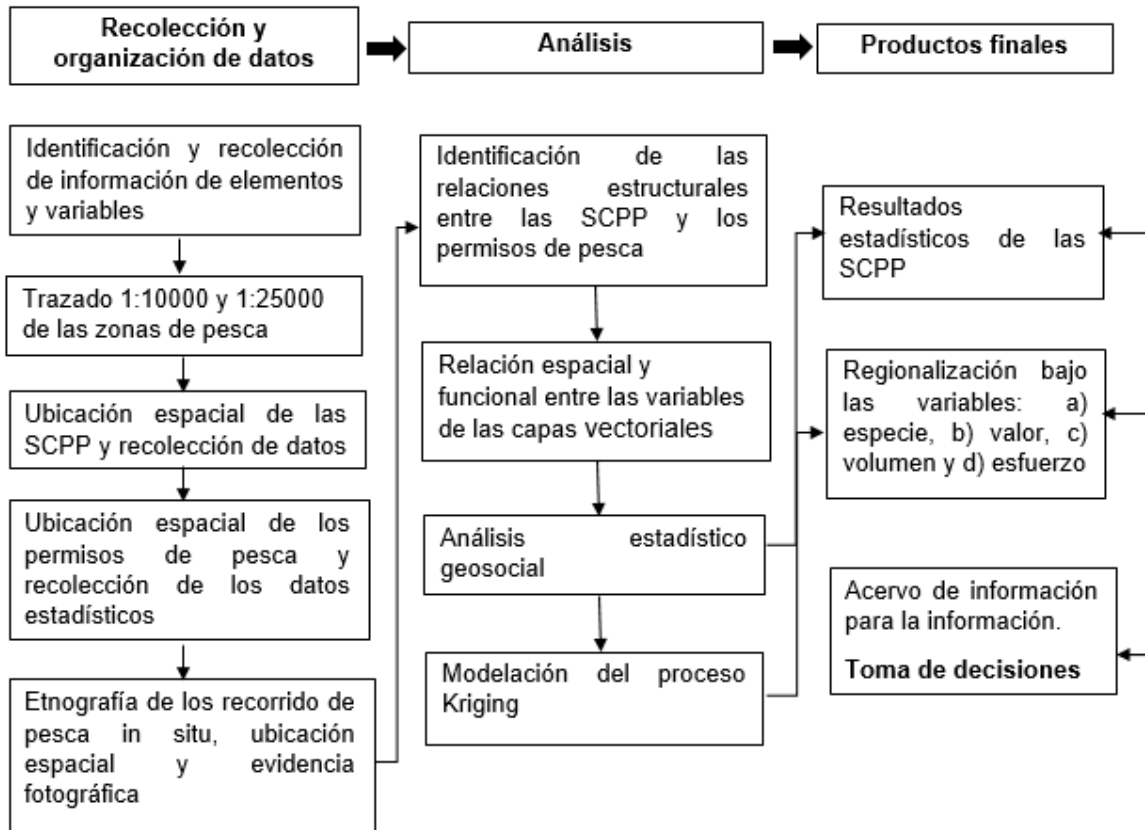 Recolección y
organización de datos
Análisis
Productos finales
Identificación y recolección
de información de elementos
y variables
Trazado 1:10000 y 1:25000
de las zonas de pesca
Ubicación espacial de las
SCPP y recolección de datos
Ubicación espacial de los
permisos de pesca y
recolección de los datos
estadísticos
Etnografía de los recorrido de
pesca in situ, ubicación
espacial y evidencia
fotográfica
Identificación de las
relaciones estructurales
entre las SCPP y los
permisos de pesca
Relación espacial y
funcional entre las variables
de las capas vectoriales
Análisis estadístico
geosocial
Modelación del proceso
Kriging
Resultados
estadísticos de las
SCPP
Regionalización bajo
las variables: a)
especie, b) valor, c)
volumen y d) esfuerzo
Acervo de información
para la información.
Toma de decisiones